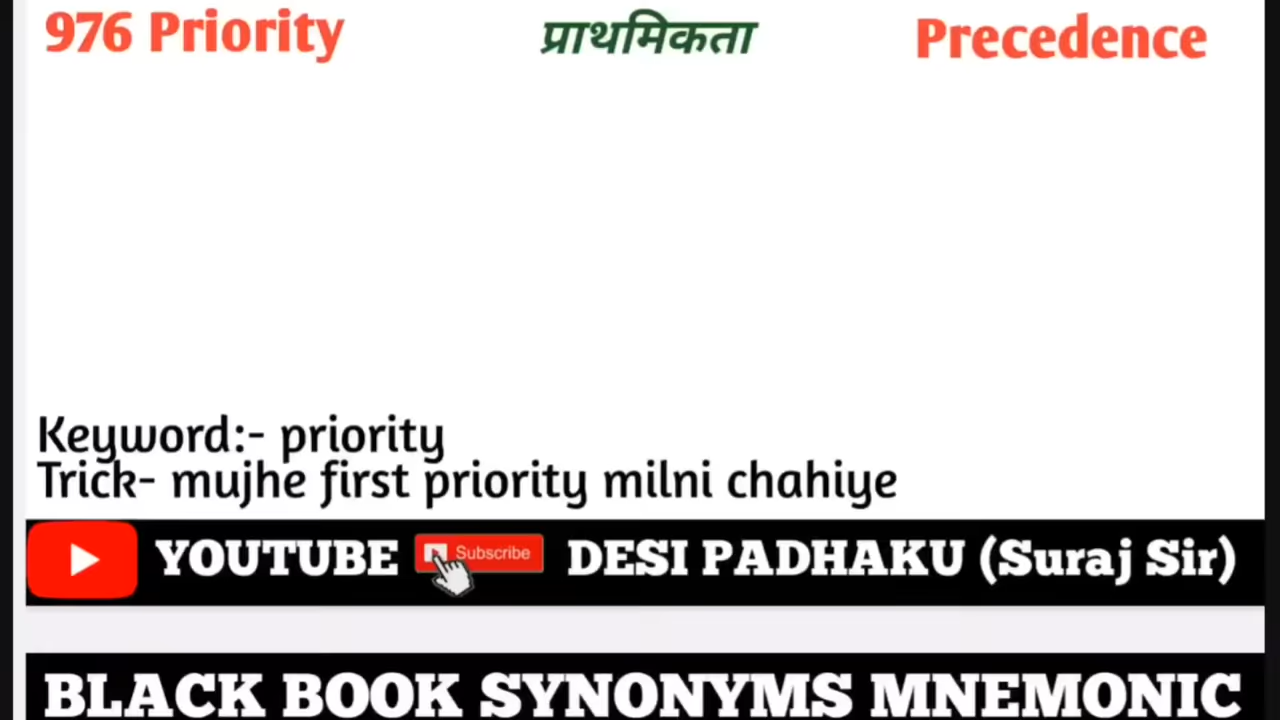 976 Priority प्राथमिकता Precedence
Keyword:- priority
Trick- mujhe first priority milni chahiye
YOUTUBE Subscribe DESI PADHAKU (Suraj Sir)
BLACK BOOK SYNONYMS MNEMONIC